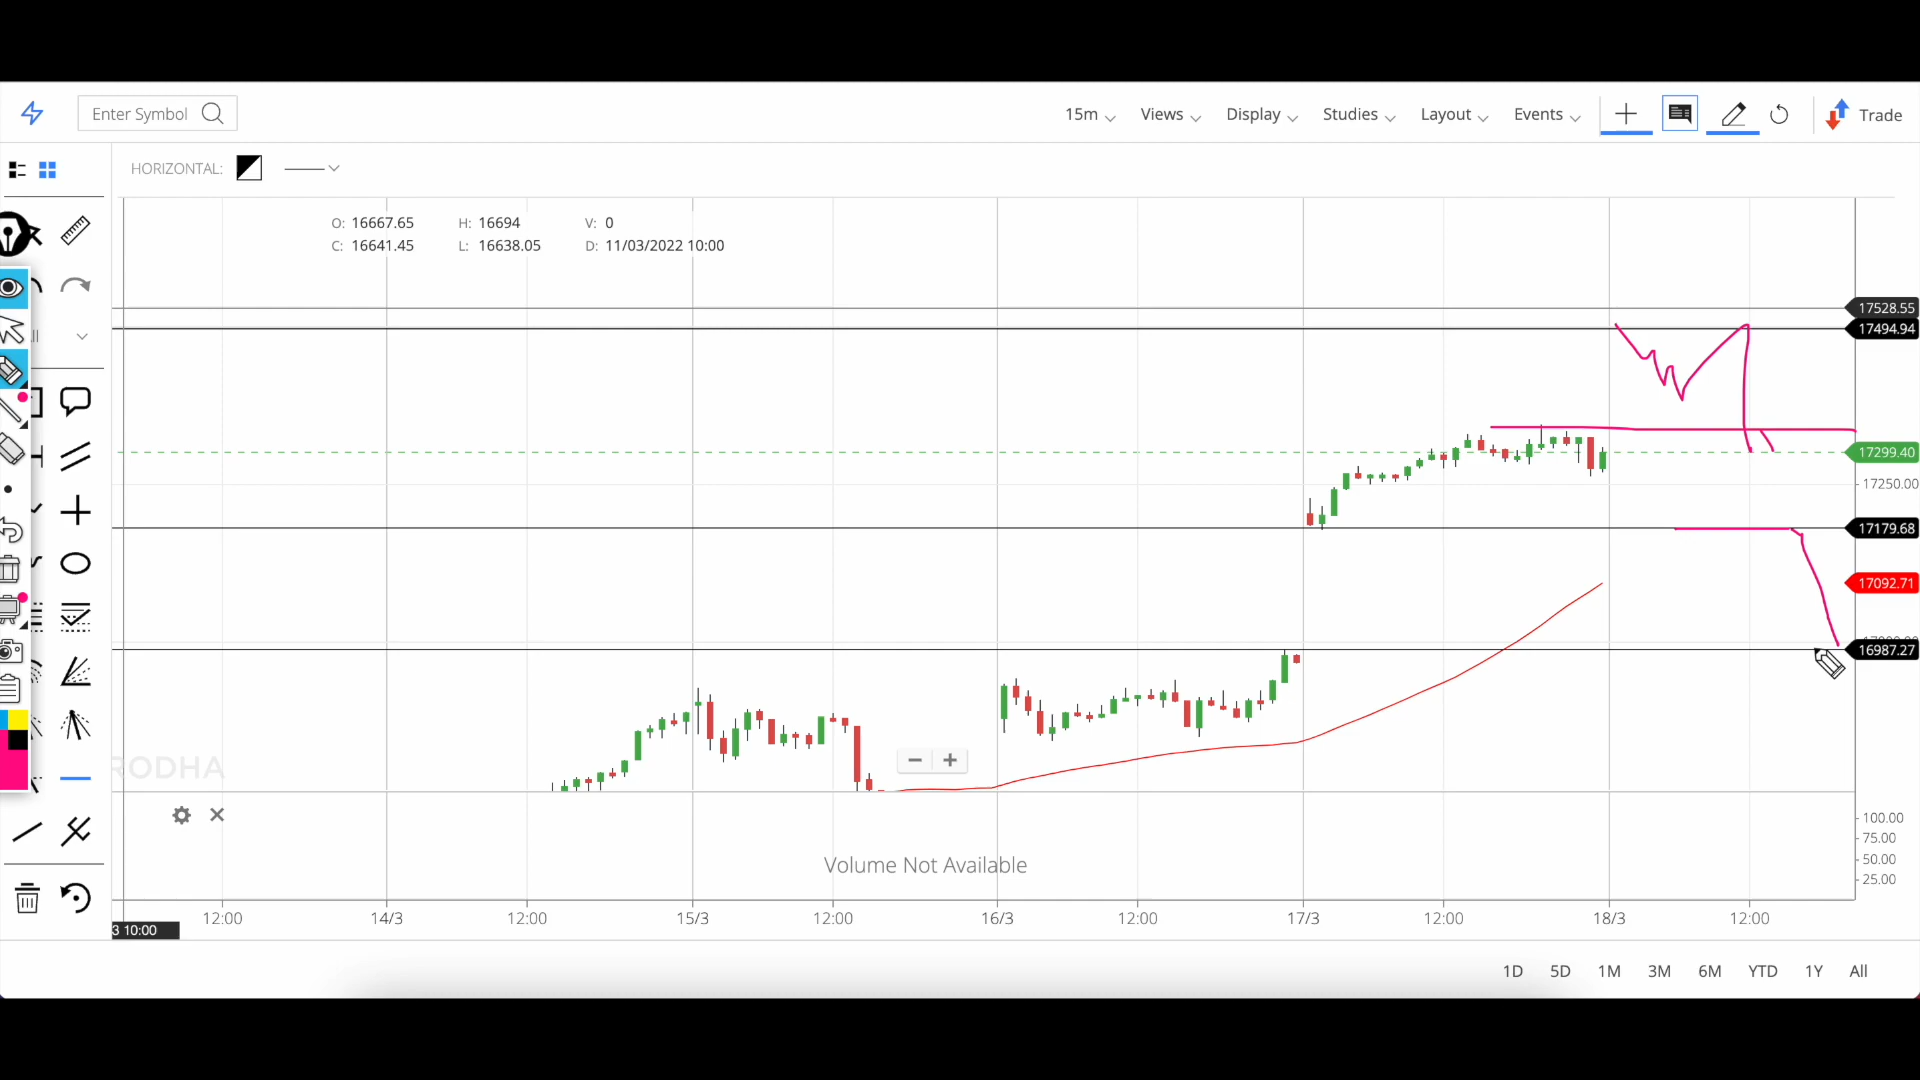 Enter Symbol
15m Views Display Studies Layout Events Trade
HORIZONTAL:
O: 16667.65 H: 16694 V: 0
C: 16641.45 L: 16638.05 D: 11/03/2022 10:00
17528.55
17494.94
17299.40
17250.00
17179.68
17092.71
16987.27
RODHA
Volume Not Available
100.00
75.00
50.00
25.00
12:00 14/3 12:00 15/3 12:00 16/3 12:00 17/3 12:00 18/3 12:00
3 10:00
1D 5D 1M 3M 6M YTD 1Y All